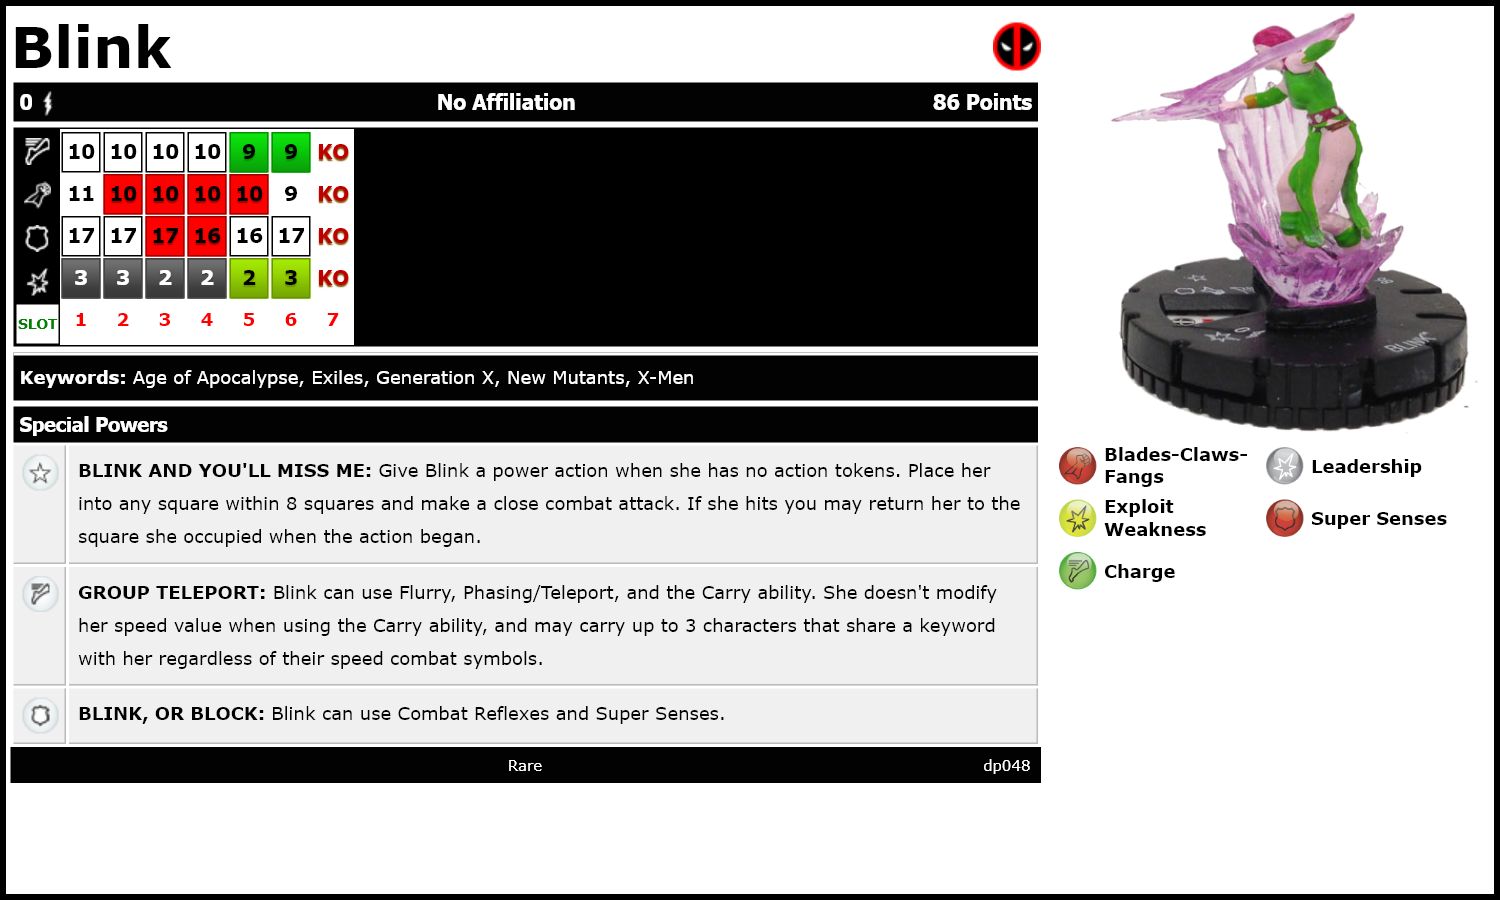 Blink
0 No Affiliation 86 Points
10 10 10 10 9 9 KO
11 10 10 10 10 9 KO
17 17 17 16 16 17 KO
3 3 2 2 2 3 KO
SLOT 1 2 3 4 5 6 7
Keywords: Age of Apocalypse, Exiles, Generation X, New Mutants, X-Men
Special Powers
BLINK AND YOU'LL MISS ME: Give Blink a power action when she has no action tokens. Place her
into any square within 8 squares and make a close combat attack. If she hits you may return her to the
square she occupied when the action began.
GROUP TELEPORT: Blink can use Flurry, Phasing/Teleport, and the Carry ability. She doesn't modify
her speed value when using the Carry ability, and may carry up to 3 characters that share a keyword
with her regardless of their speed combat symbols.
BLINK, OR BLOCK: Blink can use Combat Reflexes and Super Senses.
Rare dp048
BLINK
Blades-Claws-
Fangs
Leadership
Exploit
Weakness
Super Senses
Charge